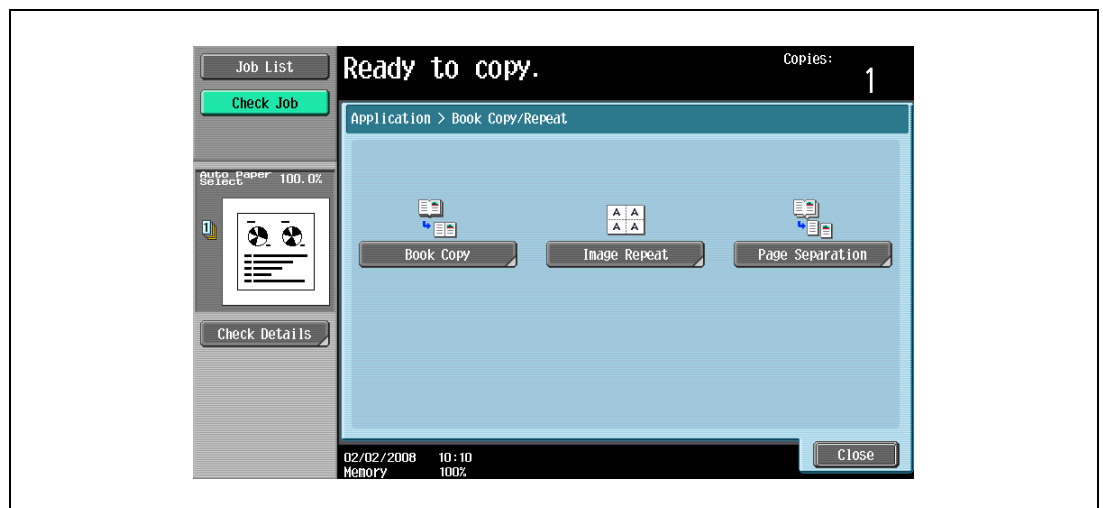 Job List
Check Job
Ready to copy.
Copies:
1
Application > Book Copy/Repeat
Auto Paper
Select 100.0%
1
A A
A A
Book Copy
Image Repeat
Page Separation
Check Details
02/02/2008 10:10
Memory 100%
Close